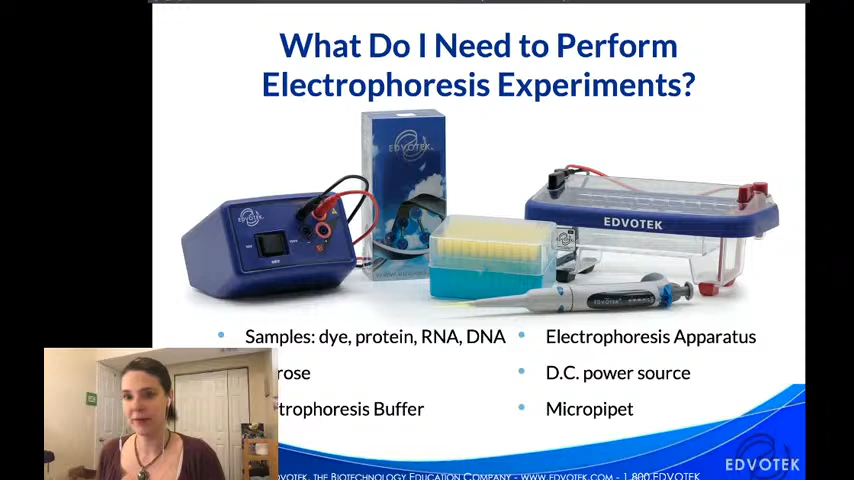 What Do I Need to Perform
Electrophoresis Experiments?
EDVOTEK
EDVOTEK
EDVOTEK
EDVOTEK
Samples: dye, protein, RNA, DNA
rose
trophoresis Buffer
Electrophoresis Apparatus
D.C. power source
Micropipet
DVOTEK, THE BIOTECHNOLOGY EDUCATION COMPANY - WWW.EDVOTEK.COM - 1.800.EDVOTEK
EDVOTEK